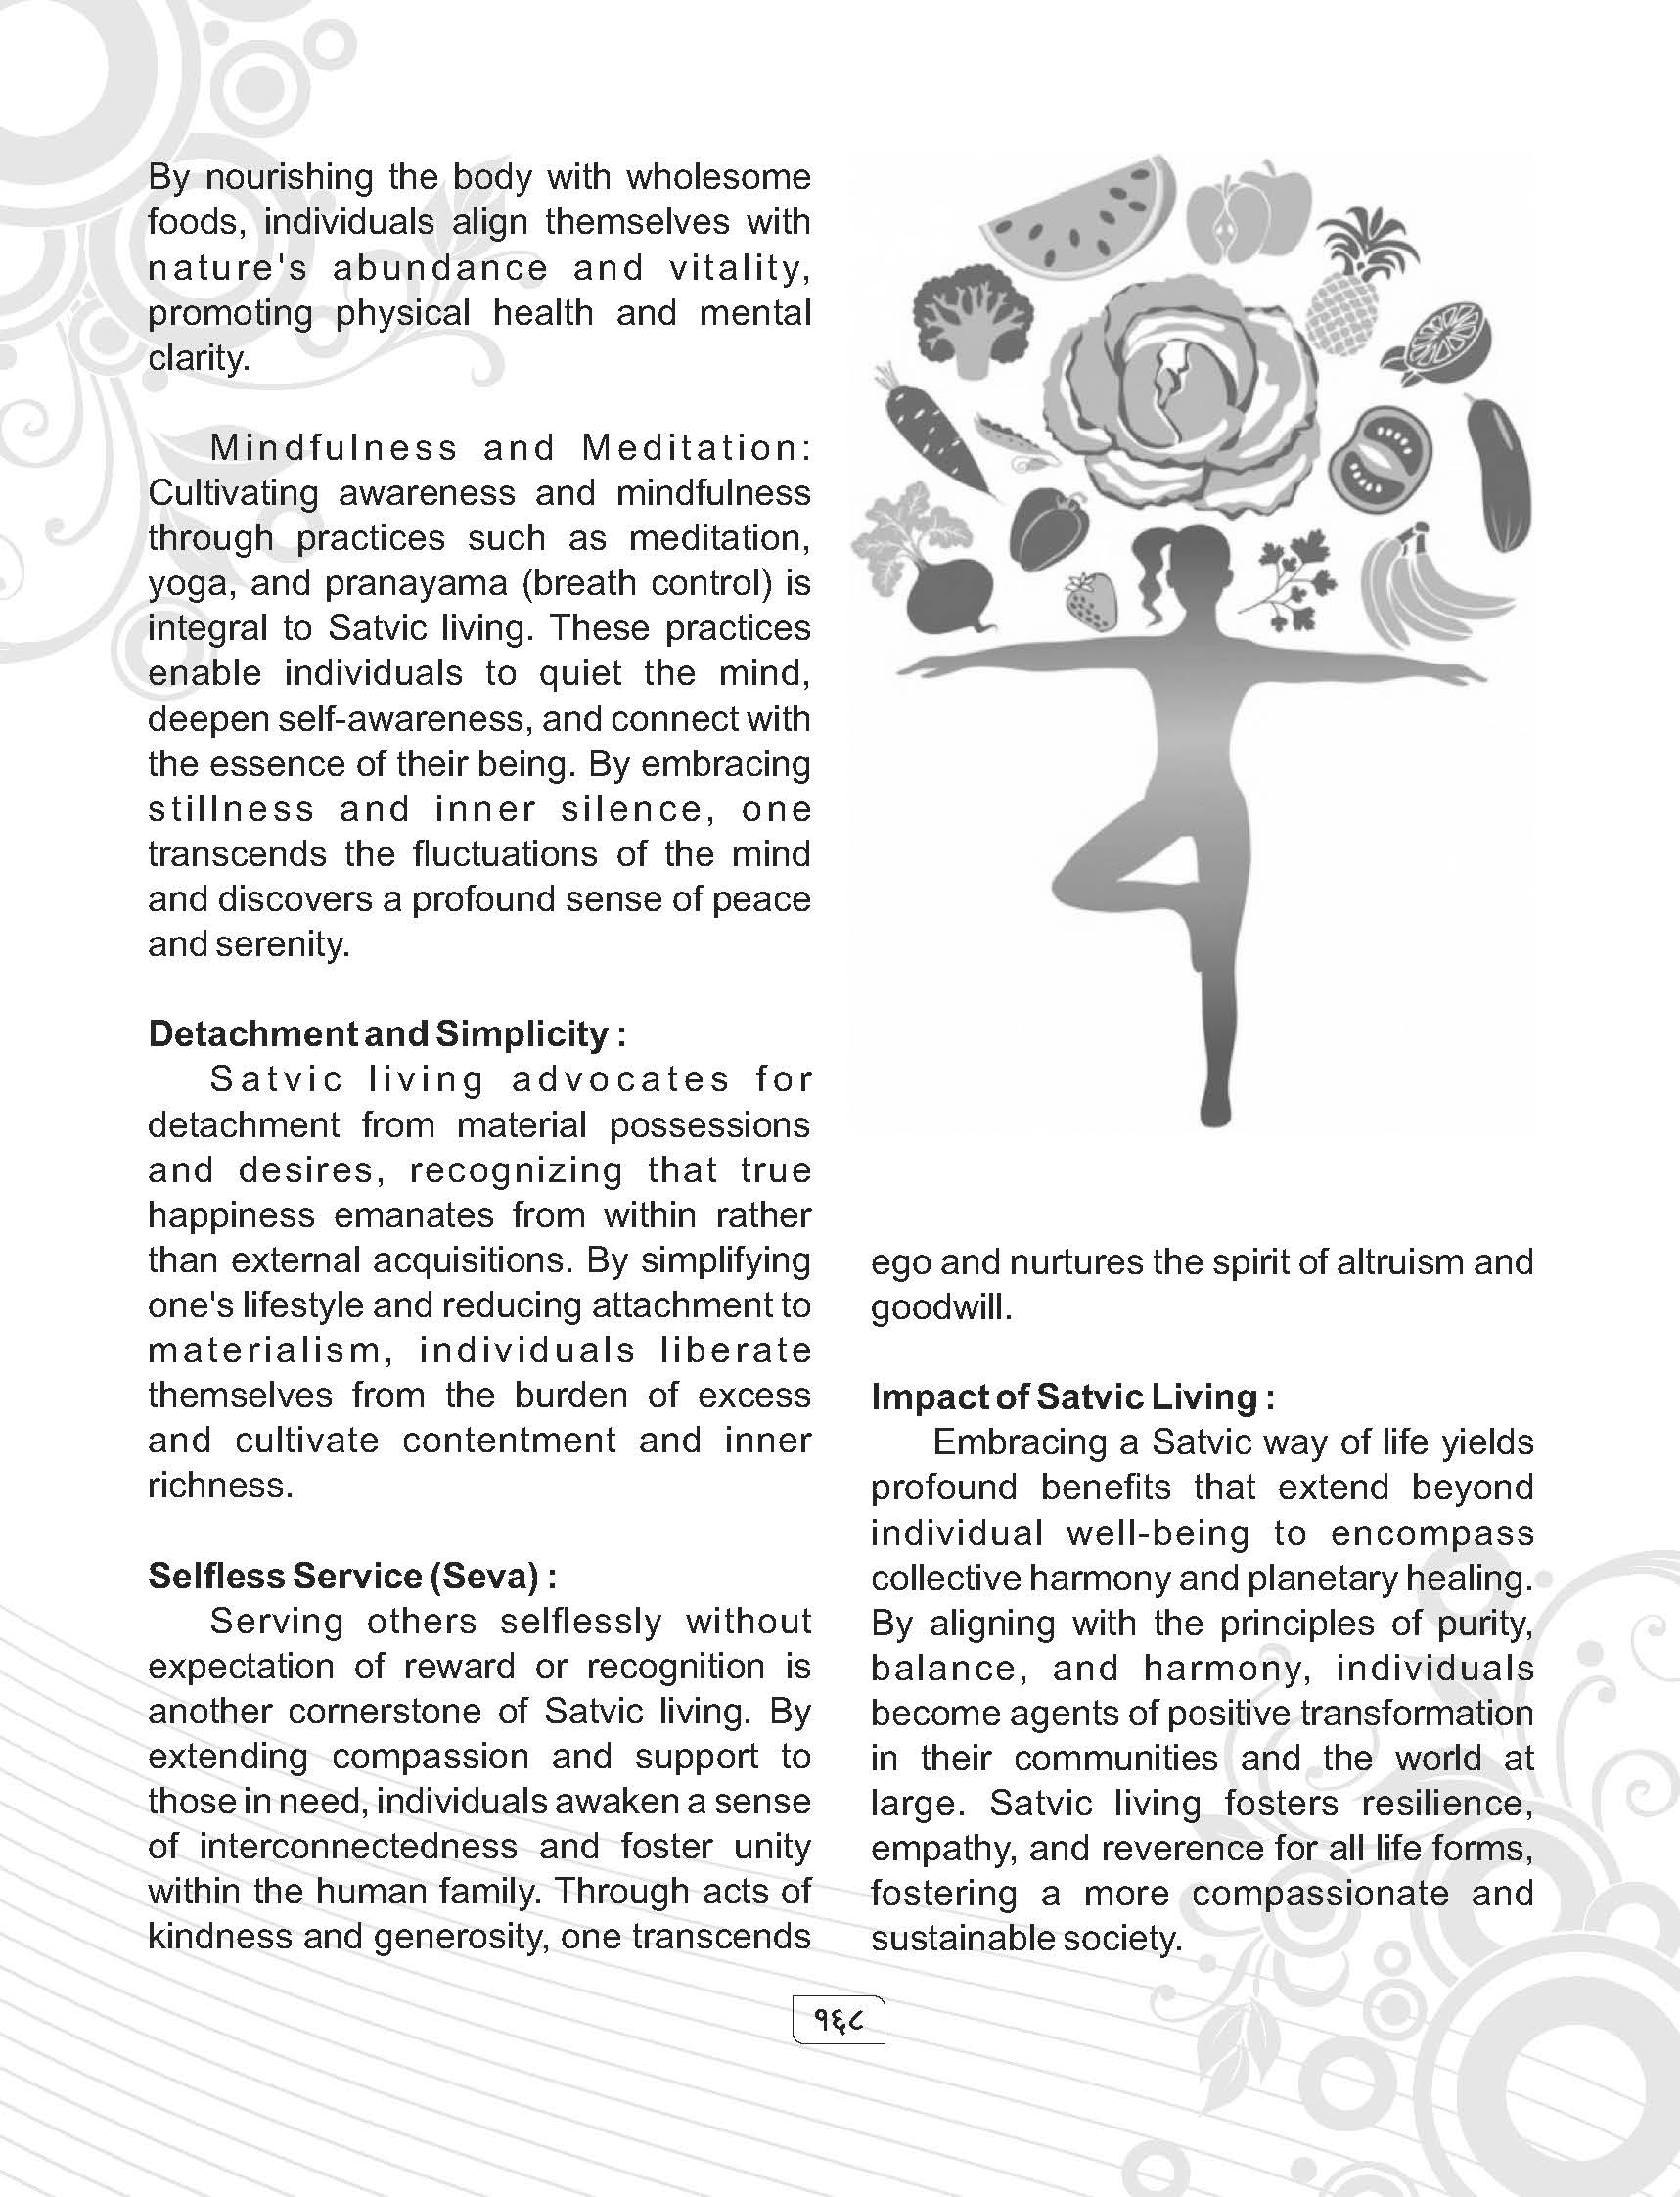 By nourishing the body with wholesome
foods, individuals align themselves with
nature's abundance and vitality,
promoting physical health and mental
clarity.
Mindfulness and Meditation:
Cultivating awareness and mindfulness
through practices such as meditation,
yoga, and pranayama (breath control) is
integral to Satvic living. These practices
enable individuals to quiet the mind,
deepen self-awareness, and connect with
the essence of their being. By embracing
stillness and inner silence, one
transcends the fluctuations of the mind
and discovers a profound sense of peace
and serenity.
Detachment and Simplicity :
Satvic living advocates for
detachment from material possessions
and desires, recognizing that true
happiness emanates from within rather
than external acquisitions. By simplifying
one's lifestyle and reducing attachment to
materialism, individuals liberate
themselves from the burden of excess
and cultivate contentment and inner
richness.
Selfless Service (Seva) :
Serving others selflessly without
expectation of reward or recognition is
another cornerstone of Satvic living. By
extending compassion and support to
those in need, individuals awaken a sense
of interconnectedness and foster unity
within the human family. Through acts of
kindness and generosity, one transcends
ego and nurtures the spirit of altruism and
goodwill.
Impact of Satvic Living :
Embracing a Satvic way of life yields
profound benefits that extend beyond
individual well-being to encompass
collective harmony and planetary healing.
By aligning with the principles of purity,
balance, and harmony, individuals
become agents of positive transformation
in their communities and the world at
large. Satvic living fosters resilience,
empathy, and reverence for all life forms,
fostering a more compassionate and
sustainable society.
१६८